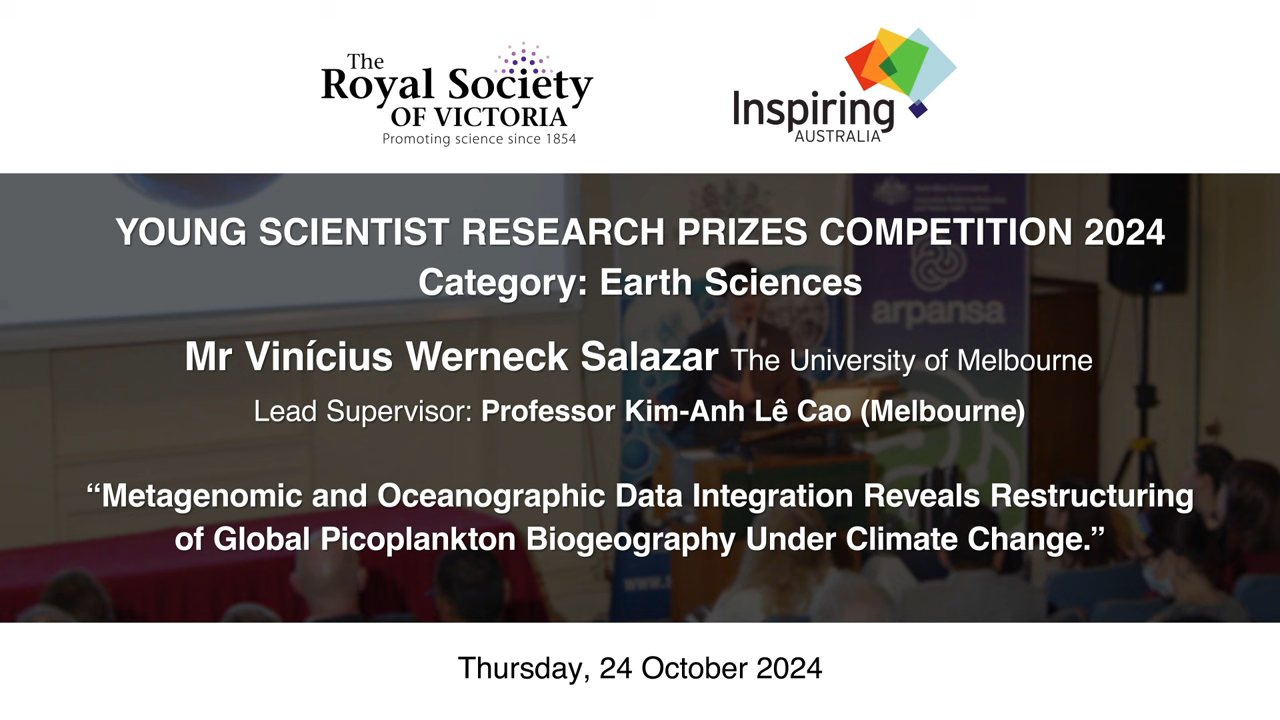 The
Royal Society
OF VICTORIA
Promoting science since 1854
Inspiring
AUSTRALIA
YOUNG SCIENTIST RESEARCH PRIZES COMPETITION 2024
Category: Earth Sciences
arpansa
Mr Vinícius Werneck Salazar The University of Melbourne
Lead Supervisor: Professor Kim-Anh Lê Cao (Melbourne)
“Metagenomic and Oceanographic Data Integration Reveals Restructuring
of Global Picoplankton Biogeography Under Climate Change.”
Thursday, 24 October 2024